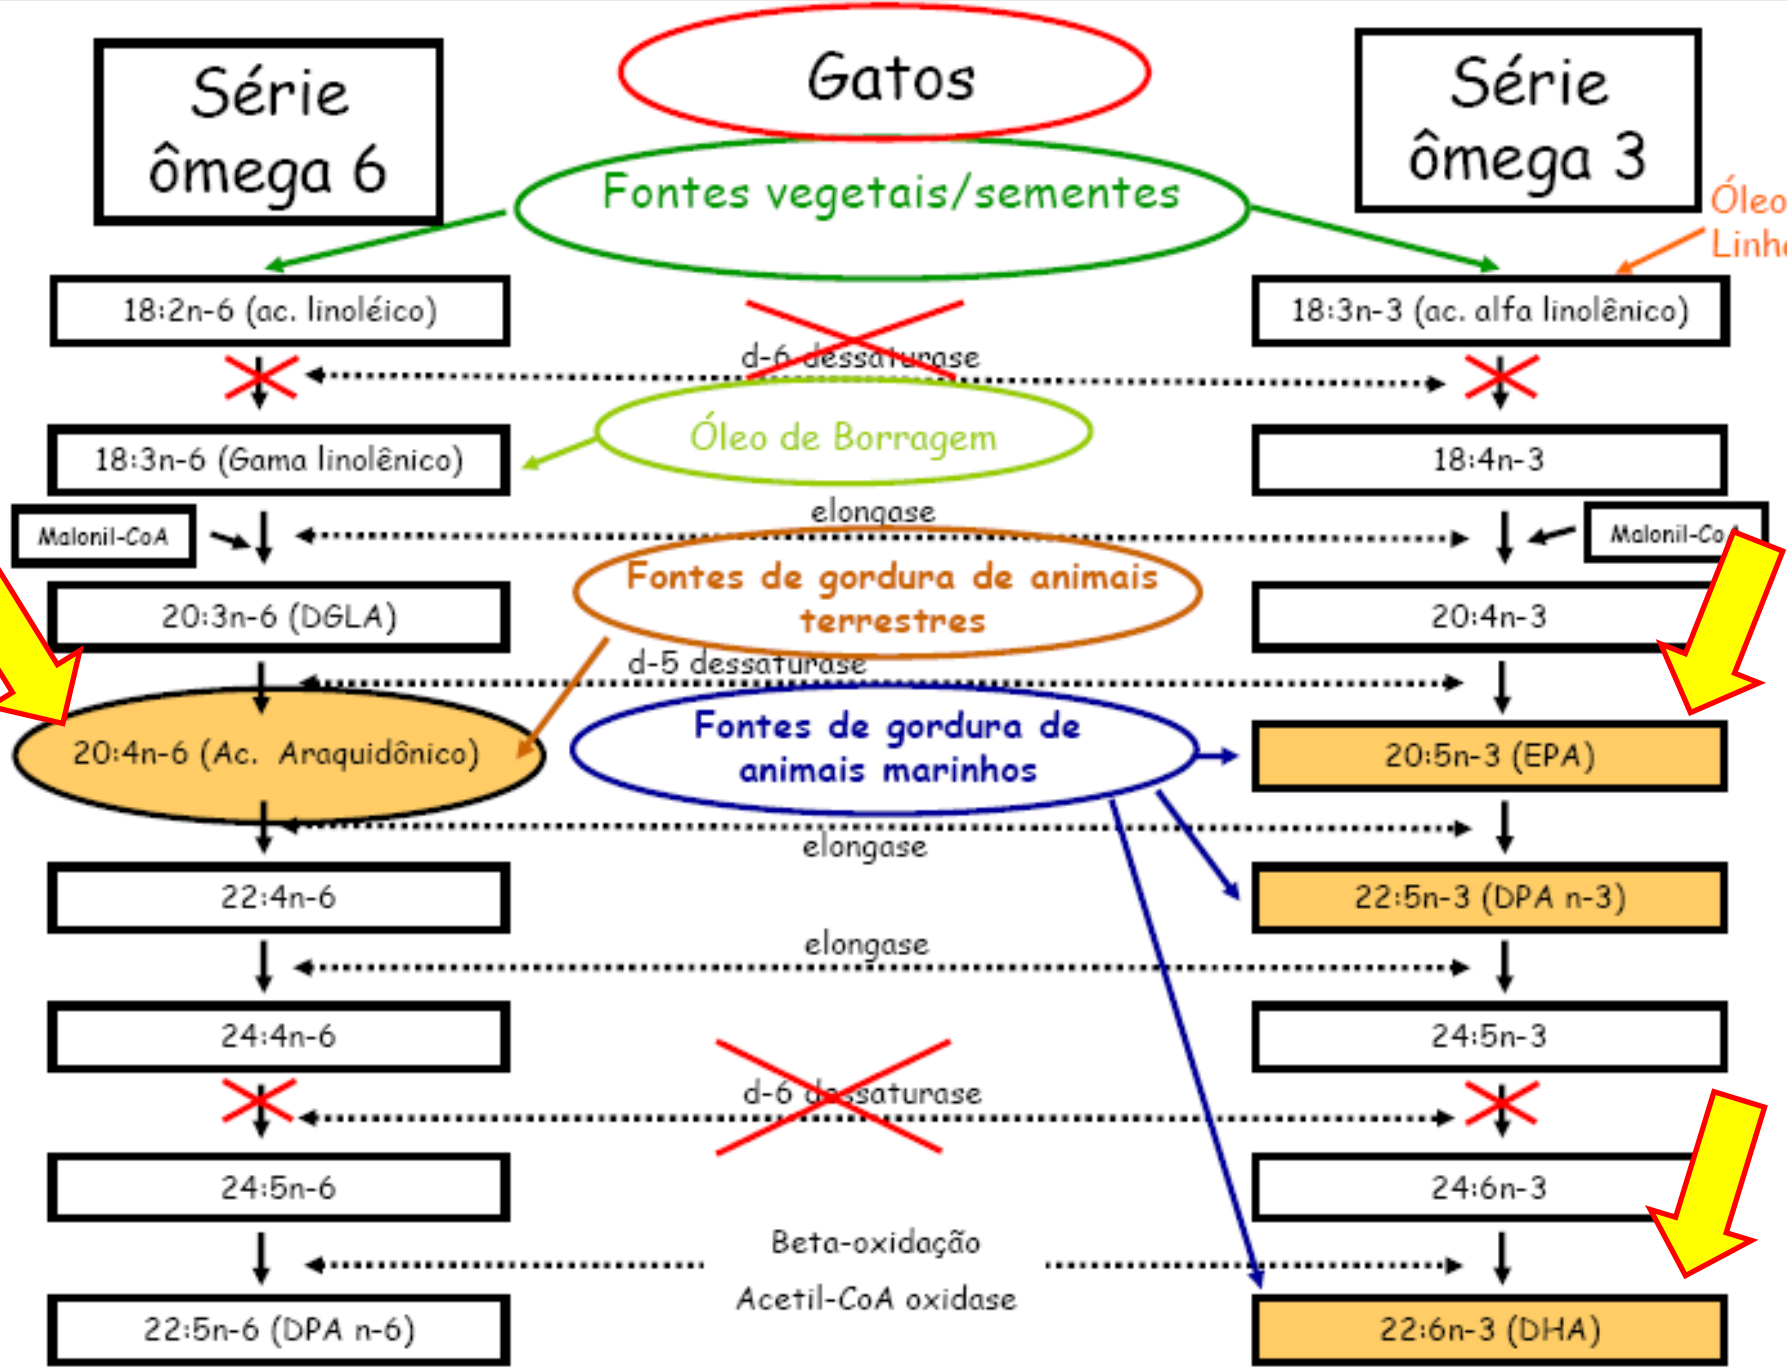 Série
ômega 6
Gatos
Série
ômega 3
Fontes vegetais/sementes
Óleo
18:2n-6 (ac. linoléico)
18:3n-3 (ac. alfa linolênico)
d-6 dessaturase
Óleo de Borragem
18:3n-6 (Gama linolênico)
18:4n-3
elongase
Malonil-CoA
Fontes de gordura de animais
terrestres
20:3n-6 (DGLA)
20:4n-3
d-5 dessaturase
Fontes de gordura de
animais marinhos
20:4n-6 (Ac. Araquidônico)
20:5n-3 (EPA)
elongase
22:4n-6
22:5n-3 (DPA n-3)
elongase
24:4n-6
24:5n-3
d-6 dessaturase
24:5n-6
24:6n-3
Beta-oxidação
Acetil-CoA oxidase
22:5n-6 (DPA n-6)
22:6n-3 (DHA)